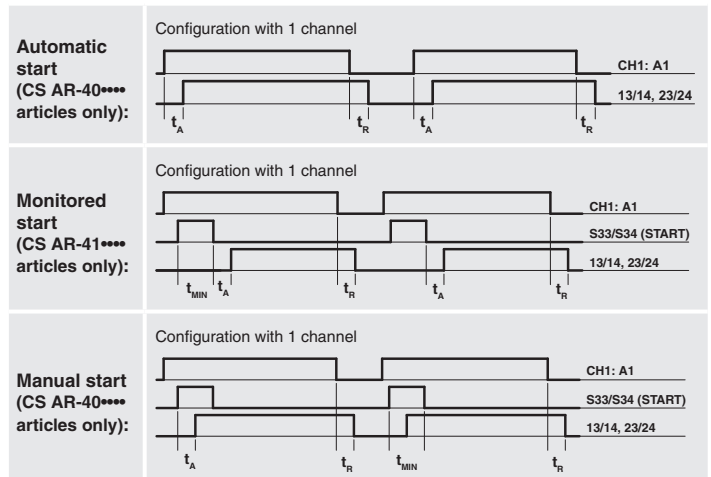 Automatic
start
(CS AR-40••••
articles only):
Configuration with 1 channel
CH1: A1
13/14, 23/24
tA
tR
tA
tR
Monitored
start
(CS AR-41••••
articles only):
Configuration with 1 channel
CH1: A1
S33/S34 (START)
13/14, 23/24
tMIN
tA
tR
tA
tR
Manual start
(CS AR-40••••
articles only):
Configuration with 1 channel
CH1: A1
S33/S34 (START)
13/14, 23/24
tA
tR
tMIN
tR